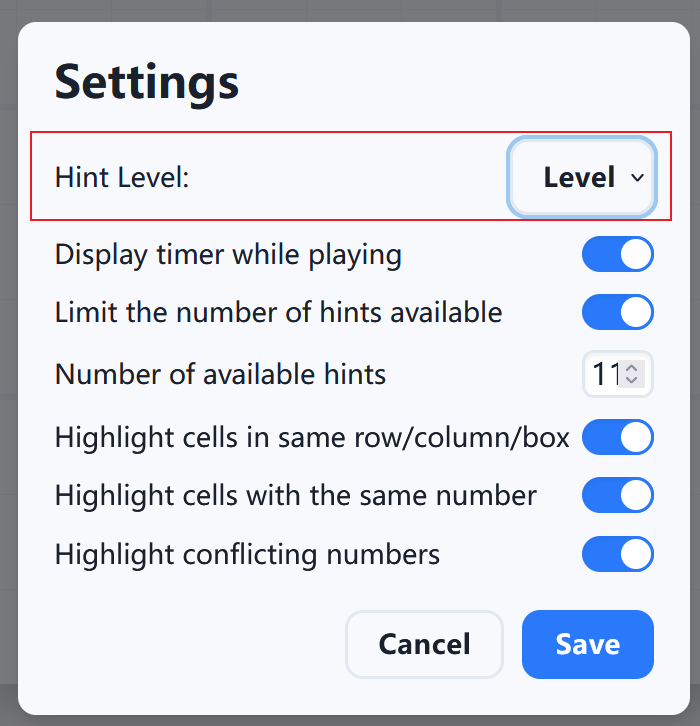 Settings
Hint Level: Level
Display timer while playing
Limit the number of hints available
Number of available hints 11
Highlight cells in same row/column/box
Highlight cells with the same number
Highlight conflicting numbers
Cancel Save